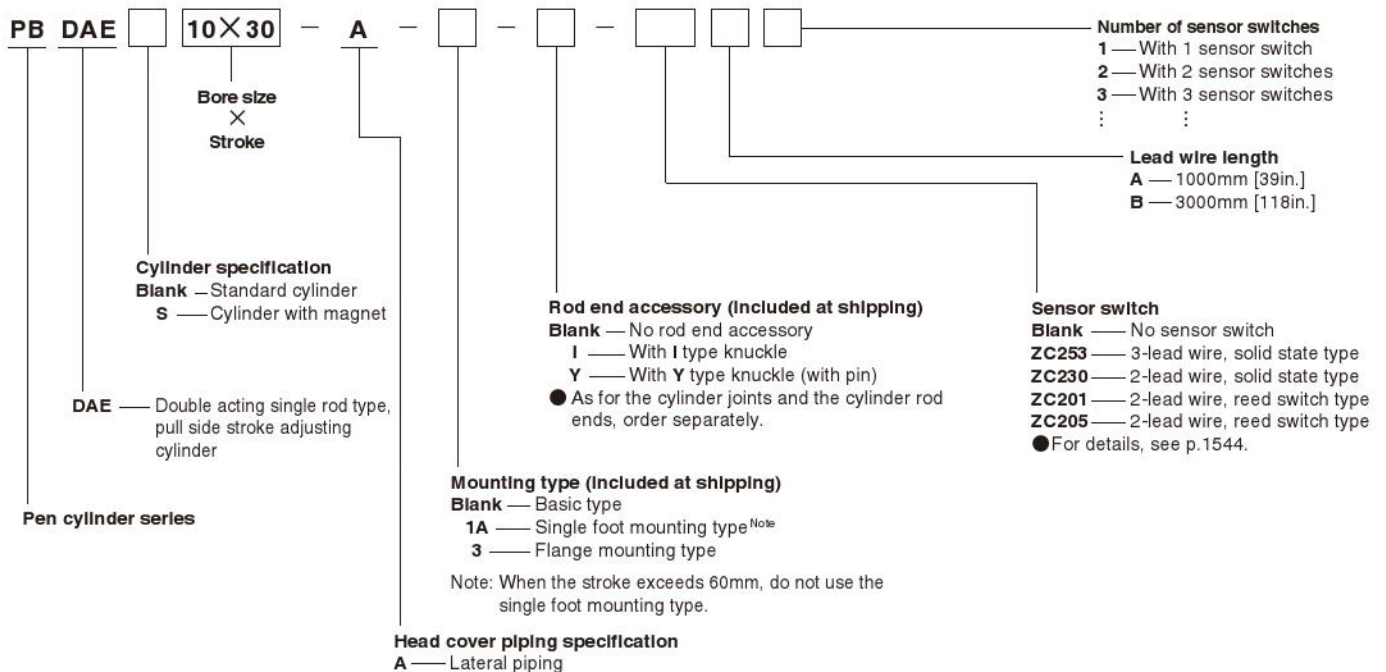 PB DAE 10×30 – A – – –
Bore size
×
Stroke
Number of sensor switches
1 — With 1 sensor switch
2 — With 2 sensor switches
3 — With 3 sensor switches
⋮ ⋮
Lead wire length
A — 1000mm [39in.]
B — 3000mm [118in.]
Cylinder specification
Blank — Standard cylinder
S — Cylinder with magnet
Rod end accessory (included at shipping)
Blank — No rod end accessory
I — With I type knuckle
Y — With Y type knuckle (with pin)
● As for the cylinder joints and the cylinder rod
ends, order separately.
Sensor switch
Blank — No sensor switch
ZC253 — 3-lead wire, solid state type
ZC230 — 2-lead wire, solid state type
ZC201 — 2-lead wire, reed switch type
ZC205 — 2-lead wire, reed switch type
●For details, see p.1544.
DAE — Double acting single rod type,
pull side stroke adjusting
cylinder
Mounting type (included at shipping)
Blank — Basic type
1A — Single foot mounting type Note
3 — Flange mounting type
Note: When the stroke exceeds 60mm, do not use the
single foot mounting type.
Pen cylinder series
Head cover piping specification
A — Lateral piping